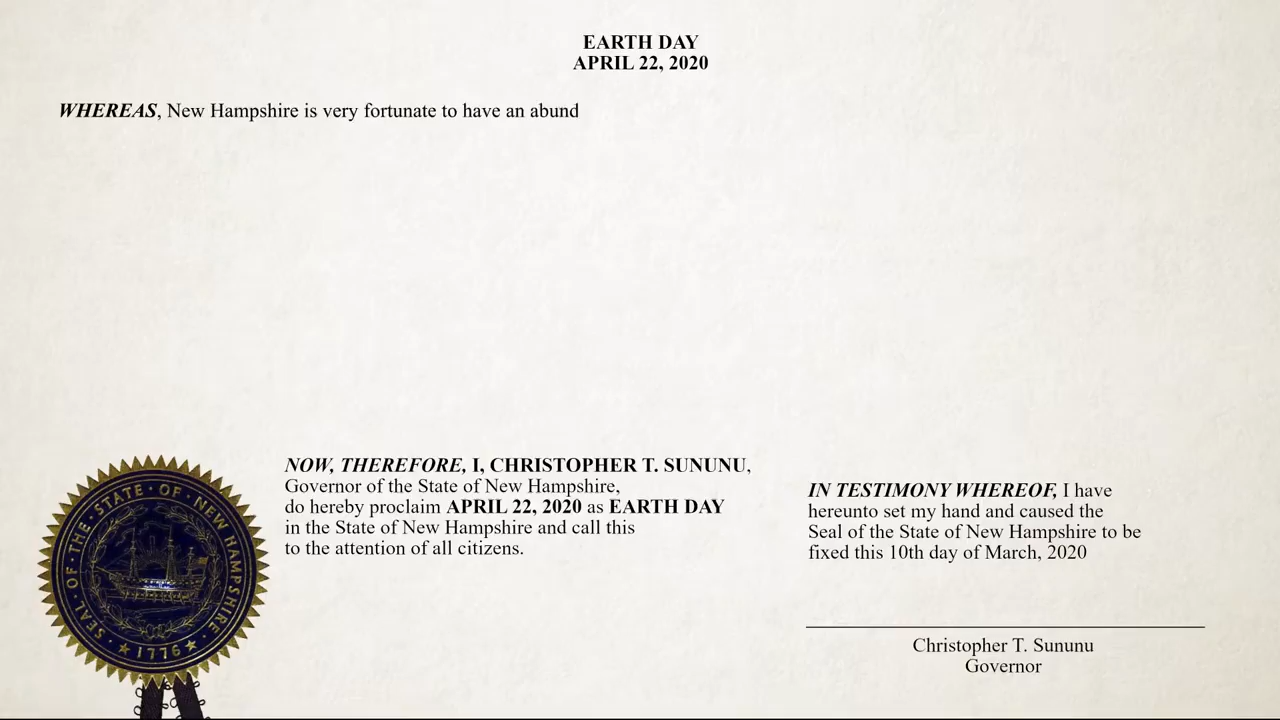 EARTH DAY
APRIL 22, 2020
WHEREAS, New Hampshire is very fortunate to have an abund
NOW, THEREFORE, I, CHRISTOPHER T. SUNUNU,
Governor of the State of New Hampshire,
do hereby proclaim APRIL 22, 2020 as EARTH DAY
in the State of New Hampshire and call this
to the attention of all citizens.
IN TESTIMONY WHEREOF, I have
hereunto set my hand and caused the
Seal of the State of New Hampshire to be
fixed this 10th day of March, 2020
Christopher T. Sununu
Governor
SEAL · OF · THE · STATE · OF · NEW HAMPSHIRE
1776